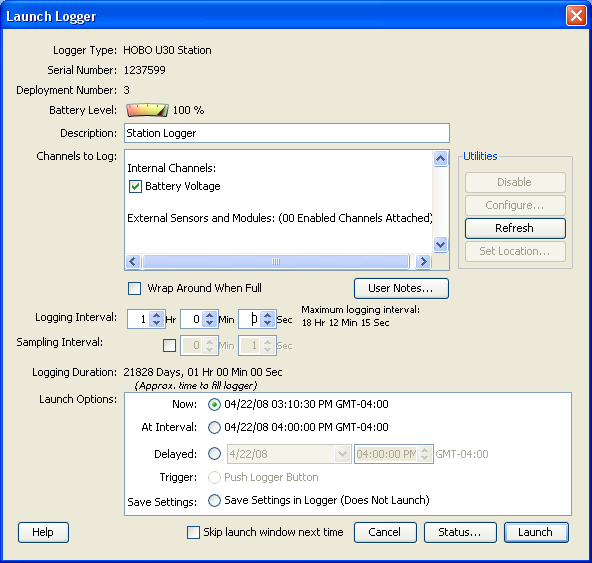 Launch Logger
Logger Type: HOBO U30 Station
Serial Number: 1237599
Deployment Number: 3
Battery Level: 100 %
Description: Station Logger
Channels to Log:
Internal Channels:
Battery Voltage
External Sensors and Modules: (00 Enabled Channels Attached)
Utilities
Disable
Configure...
Refresh
Set Location...
Wrap Around When Full
User Notes...
Logging Interval: 1 Hr 0 Min 0 Sec
Maximum logging interval:
18 Hr 12 Min 15 Sec
Sampling Interval: 0 Min 1 Sec
Logging Duration: 21828 Days, 01 Hr 00 Min 00 Sec
(Approx. time to fill logger)
Launch Options:
Now: 04/22/08 03:10:30 PM GMT-04:00
At Interval: 04/22/08 04:00:00 PM GMT-04:00
Delayed: 4/22/08 04:00:00 PM GMT-04:00
Trigger: Push Logger Button
Save Settings: Save Settings in Logger (Does Not Launch)
Help
Skip launch window next time
Cancel
Status...
Launch